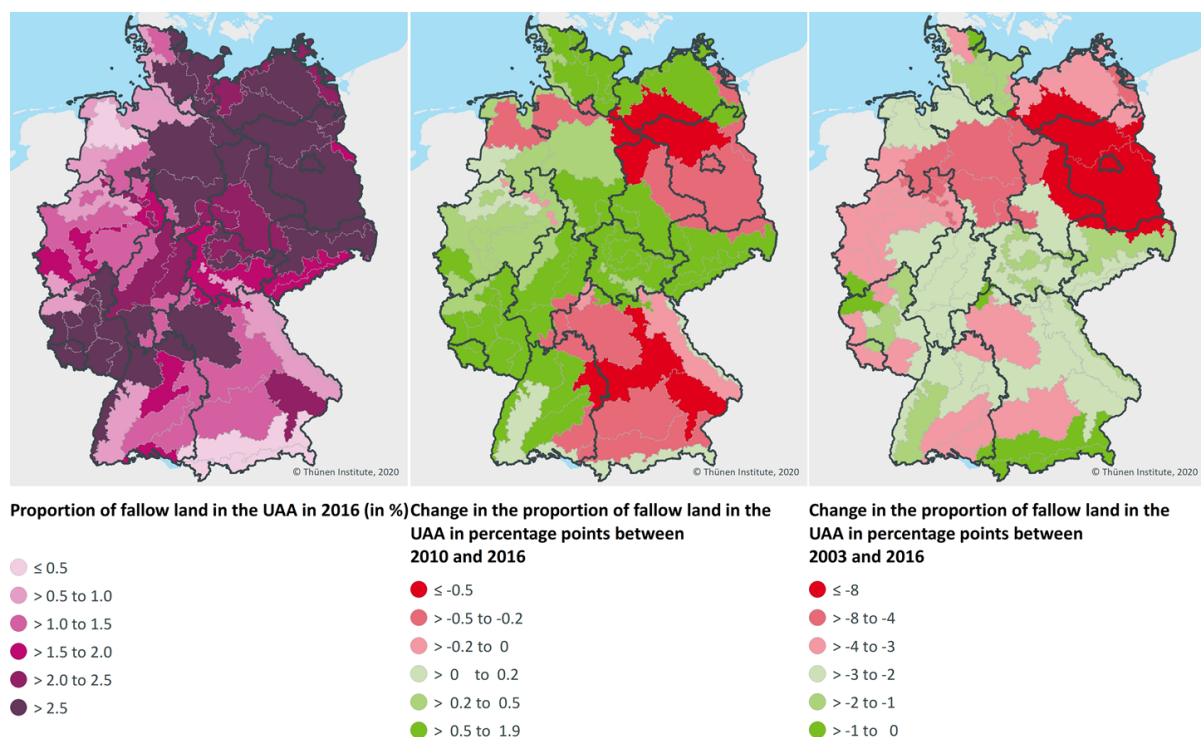 © Thünen Institute, 2020
© Thünen Institute, 2020
© Thünen Institute, 2020
Proportion of fallow land in the UAA in 2016 (in %)
≤ 0.5
> 0.5 to 1.0
> 1.0 to 1.5
> 1.5 to 2.0
> 2.0 to 2.5
> 2.5
Change in the proportion of fallow land in the
UAA in percentage points between
2010 and 2016
≤ -0.5
> -0.5 to -0.2
> -0.2 to 0
> 0 to 0.2
> 0.2 to 0.5
> 0.5 to 1.9
Change in the proportion of fallow land in the
UAA in percentage points between
2003 and 2016
≤ -8
> -8 to -4
> -4 to -3
> -3 to -2
> -2 to -1
> -1 to 0